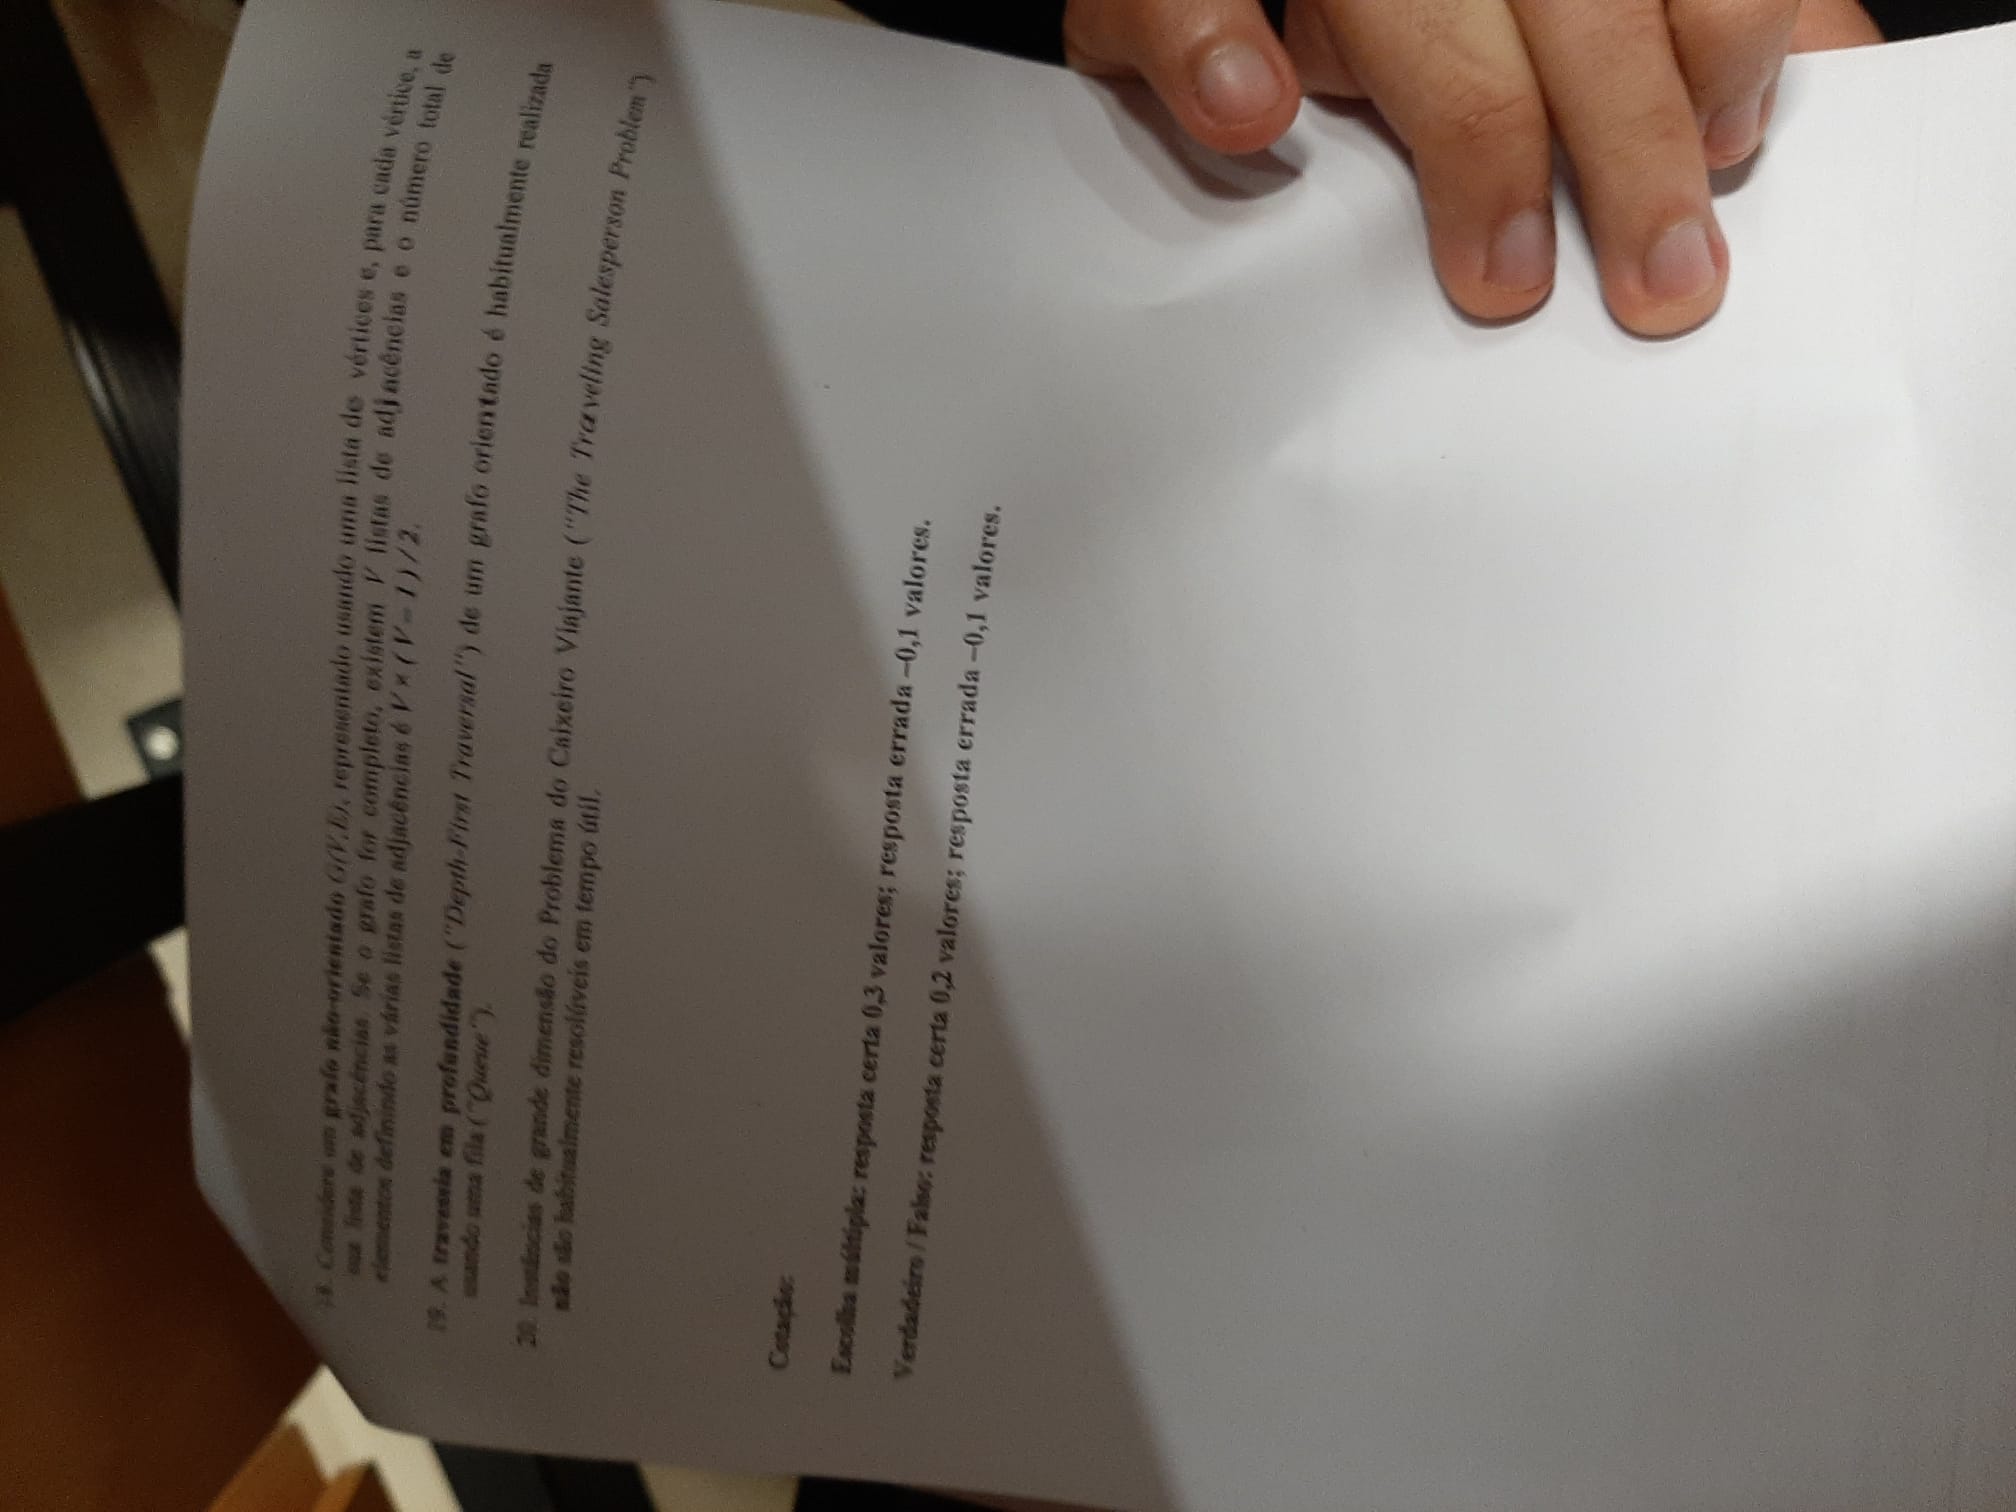 18. Considere um grafo não-orientado G(V,E), representado usando uma lista de vértices e, para cada vértice, a
sua lista de adjacências. Se o grafo for completo, existem V listas de adjacências e o número total de
elementos definindo as várias listas de adjacências é V × ( V – 1 ) / 2.
19. A travessia em profundidade ("Depth-First Traversal") de um grafo orientado é habitualmente realizada
usando uma fila ("Queue").
20. Instâncias de grande dimensão do Problema do Caixeiro Viajante ("The Traveling Salesperson Problem")
não são habitualmente resolúveis em tempo útil.
Cotação:
Escolha múltipla: resposta certa 0,3 valores; resposta errada –0,1 valores.
Verdadeiro / Falso: resposta certa 0,2 valores; resposta errada –0,1 valores.